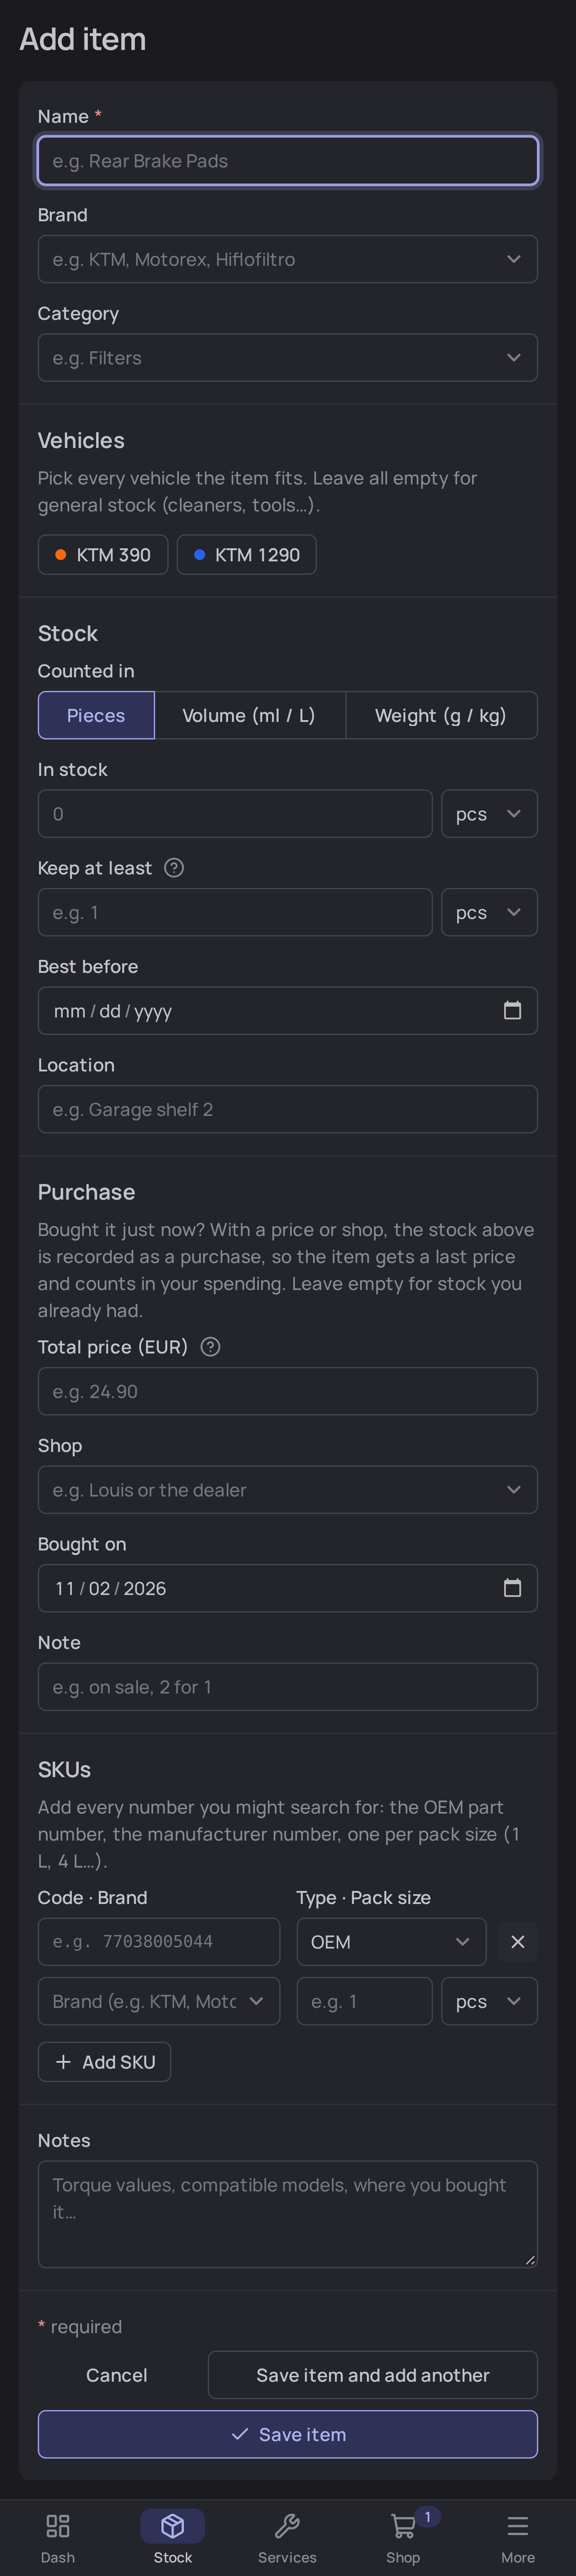 Add item
Name *
e.g. Rear Brake Pads
Brand
e.g. KTM, Motorex, Hiflofiltro
Category
e.g. Filters
Vehicles
Pick every vehicle the item fits. Leave all empty for
general stock (cleaners, tools…).
KTM 390
KTM 1290
Stock
Counted in
Pieces
Volume (ml / L)
Weight (g / kg)
In stock
0
pcs
Keep at least
e.g. 1
pcs
Best before
mm/dd/yyyy
Location
e.g. Garage shelf 2
Purchase
Bought it just now? With a price or shop, the stock above
is recorded as a purchase, so the item gets a last price
and counts in your spending. Leave empty for stock you
already had.
Total price (EUR)
e.g. 24.90
Shop
e.g. Louis or the dealer
Bought on
11/02/2026
Note
e.g. on sale, 2 for 1
SKUs
Add every number you might search for: the OEM part
number, the manufacturer number, one per pack size (1
L, 4 L…).
Code · Brand
Type · Pack size
e.g. 77038005044
OEM
Brand (e.g. KTM, Motc
e.g. 1
pcs
Add SKU
Notes
Torque values, compatible models, where you bought
it…
* required
Cancel
Save item and add another
Save item
1
Dash
Stock
Services
Shop
More